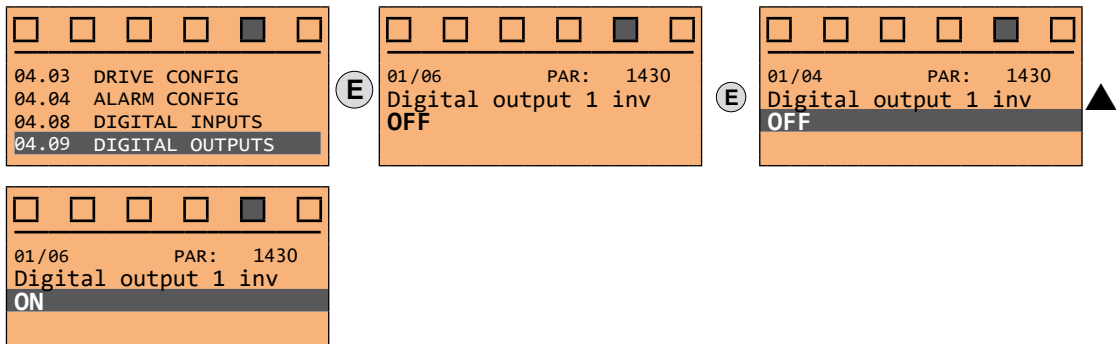 04.03 DRIVE CONFIG
04.04 ALARM CONFIG
04.08 DIGITAL INPUTS
04.09 DIGITAL OUTPUTS
E
01/06 PAR: 1430
Digital output 1 inv
OFF
E
01/04 PAR: 1430
Digital output 1 inv
OFF
01/06 PAR: 1430
Digital output 1 inv
ON